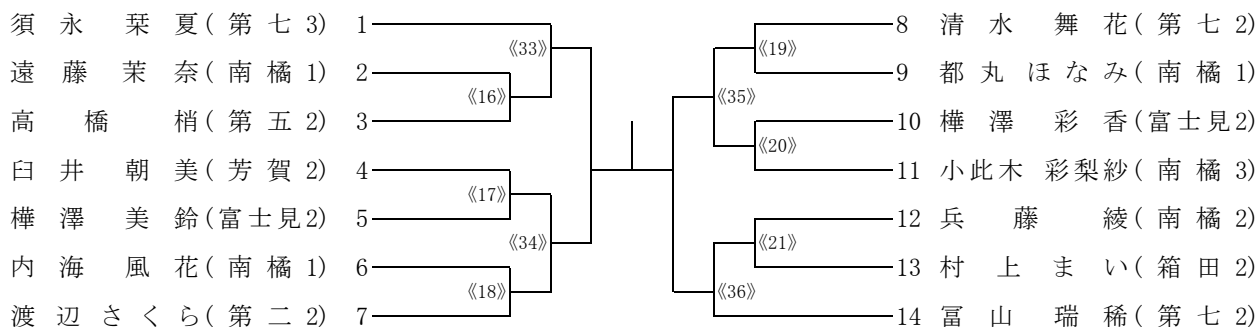 須永 栞夏(第七3) 1
遠藤 茉奈(南橘1) 2
高橋 梢(第五2) 3
臼井 朝美(芳賀2) 4
樺澤 美鈴(富士見2) 5
内海 風花(南橘1) 6
渡辺さくら(第二2) 7
《33》
《16》
《17》
《34》
《18》
《19》
《35》
《20》
《21》
《36》
8 清水 舞花(第七2)
9 都丸ほなみ(南橘1)
10 樺澤 彩香(富士見2)
11 小此木 彩梨紗(南橘3)
12 兵藤 綾(南橘2)
13 村上まい(箱田2)
14 冨山 瑞稀(第七2)